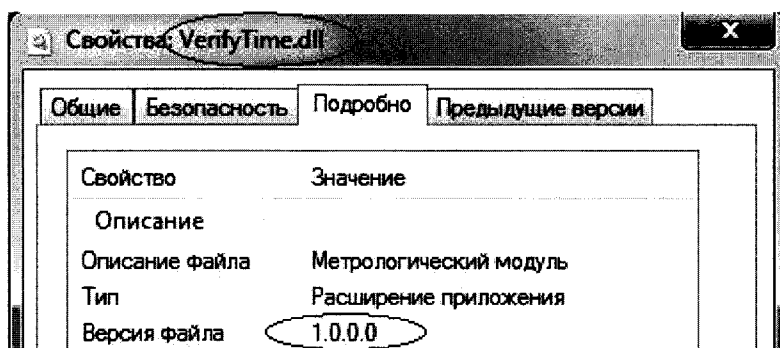 Свойства: VerifyTime.dll
X
Общие Безопасность Подробно Предыдущие версии
Свойство Значение
Описание
Описание файла Метрологический модуль
Тип Расширение приложения
Версия файла 1.0.0.0